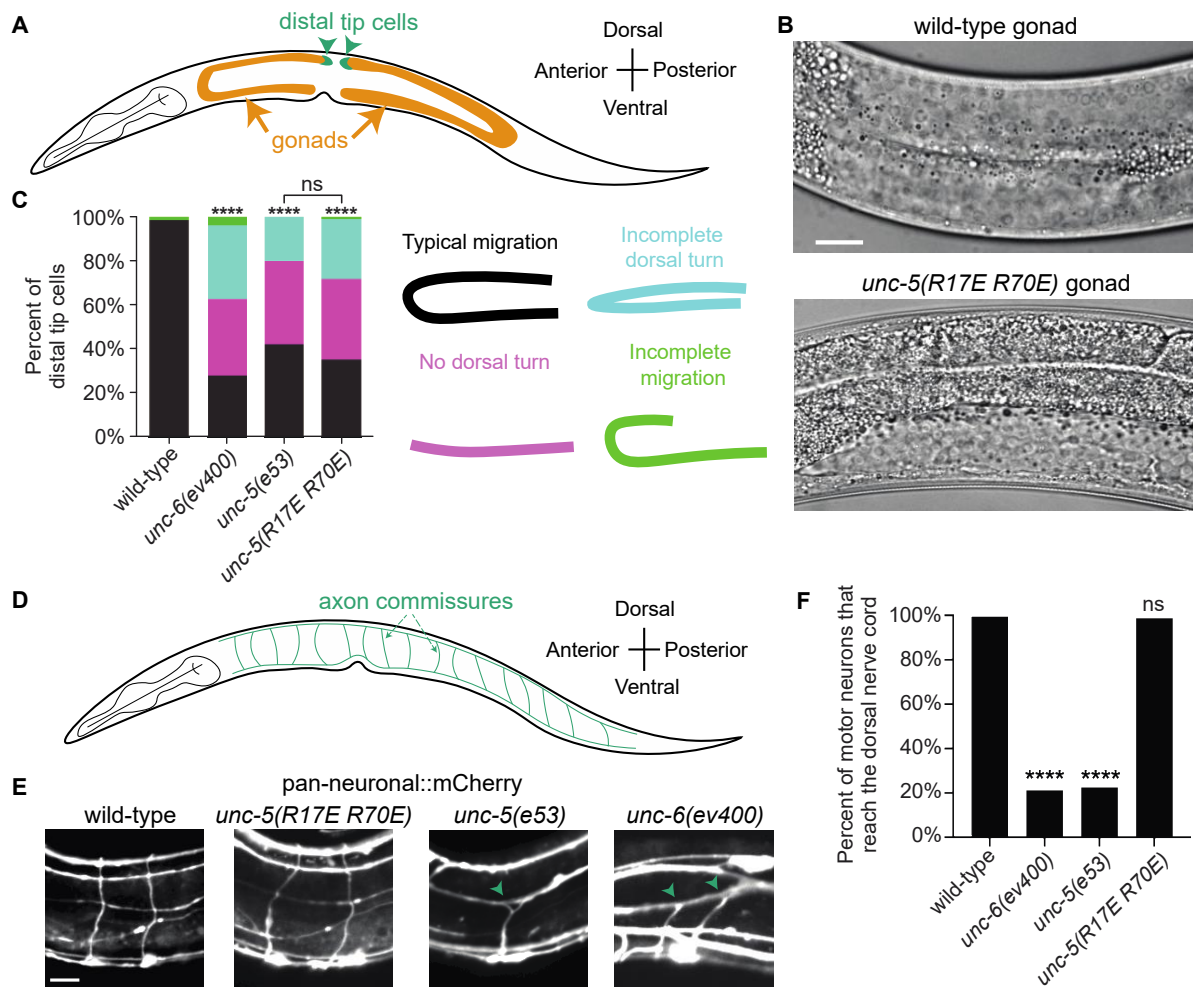 A
distal tip cells
Dorsal
Anterior
Posterior
Ventral
gonads
B
wild-type gonad
unc-5(R17E R70E) gonad
C
ns
****
****
****
100%
80%
60%
40%
20%
0%
Percent of
distal tip cells
wild-type
unc-6(ev400)
unc-5(e53)
unc-5(R17E R70E)
Typical migration
Incomplete
dorsal turn
No dorsal turn
Incomplete
migration
D
axon commissures
Dorsal
Anterior
Posterior
Ventral
E
pan-neuronal::mCherry
wild-type
unc-5(R17E R70E)
unc-5(e53)
unc-6(ev400)
F
ns
****
****
100%
80%
60%
40%
20%
0%
Percent of motor neurons that
reach the dorsal nerve cord
wild-type
unc-6(ev400)
unc-5(e53)
unc-5(R17E R70E)